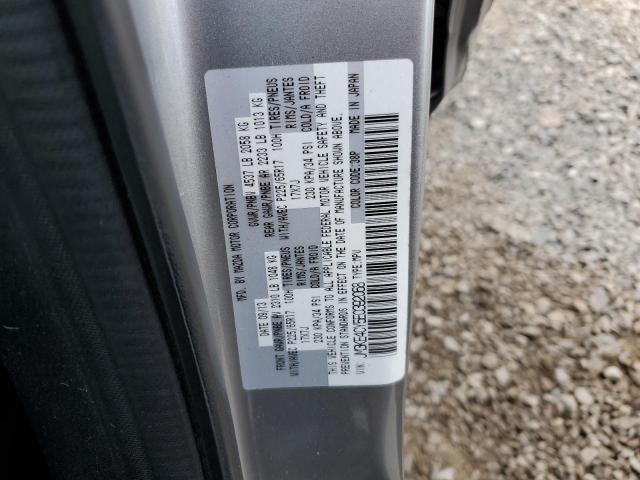 MFD. BY MAZDA MOTOR CORPORATION
DATE 09/13 GVWR/PNBV 4537 LB 2058 KG
FRONT GAWR/PNBE AV 2310 LB 1048 KG REAR GAWR/PNBE AR 2233 LB 1013 KG
WITH/AVEC P225/65R17 100H TIRES/PNEUS WITH/AVEC P225/65R17 100H TIRES/PNEUS
17X7J RIMS/JANTES 17X7J RIMS/JANTES
230 KPA/34 PSI COLD/A FROID 230 KPA/34 PSI COLD/A FROID
THIS VEHICLE CONFORMS TO ALL APPLICABLE FEDERAL MOTOR VEHICLE SAFETY AND THEFT
PREVENTION STANDARDS IN EFFECT ON THE DATE OF MANUFACTURE SHOWN ABOVE.
COLOR CODE:38P MADE IN JAPAN
VIN: TYPE:MPV